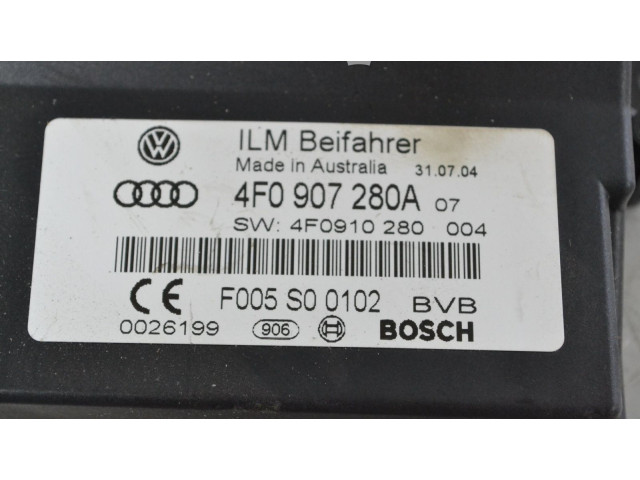 ILM Beifahrer
Made in Australia 31.07.04
4F0 907 280A 07
SW: 4F0910 280 004
CE F005 S0 0102 BVB
0026199 906 BOSCH